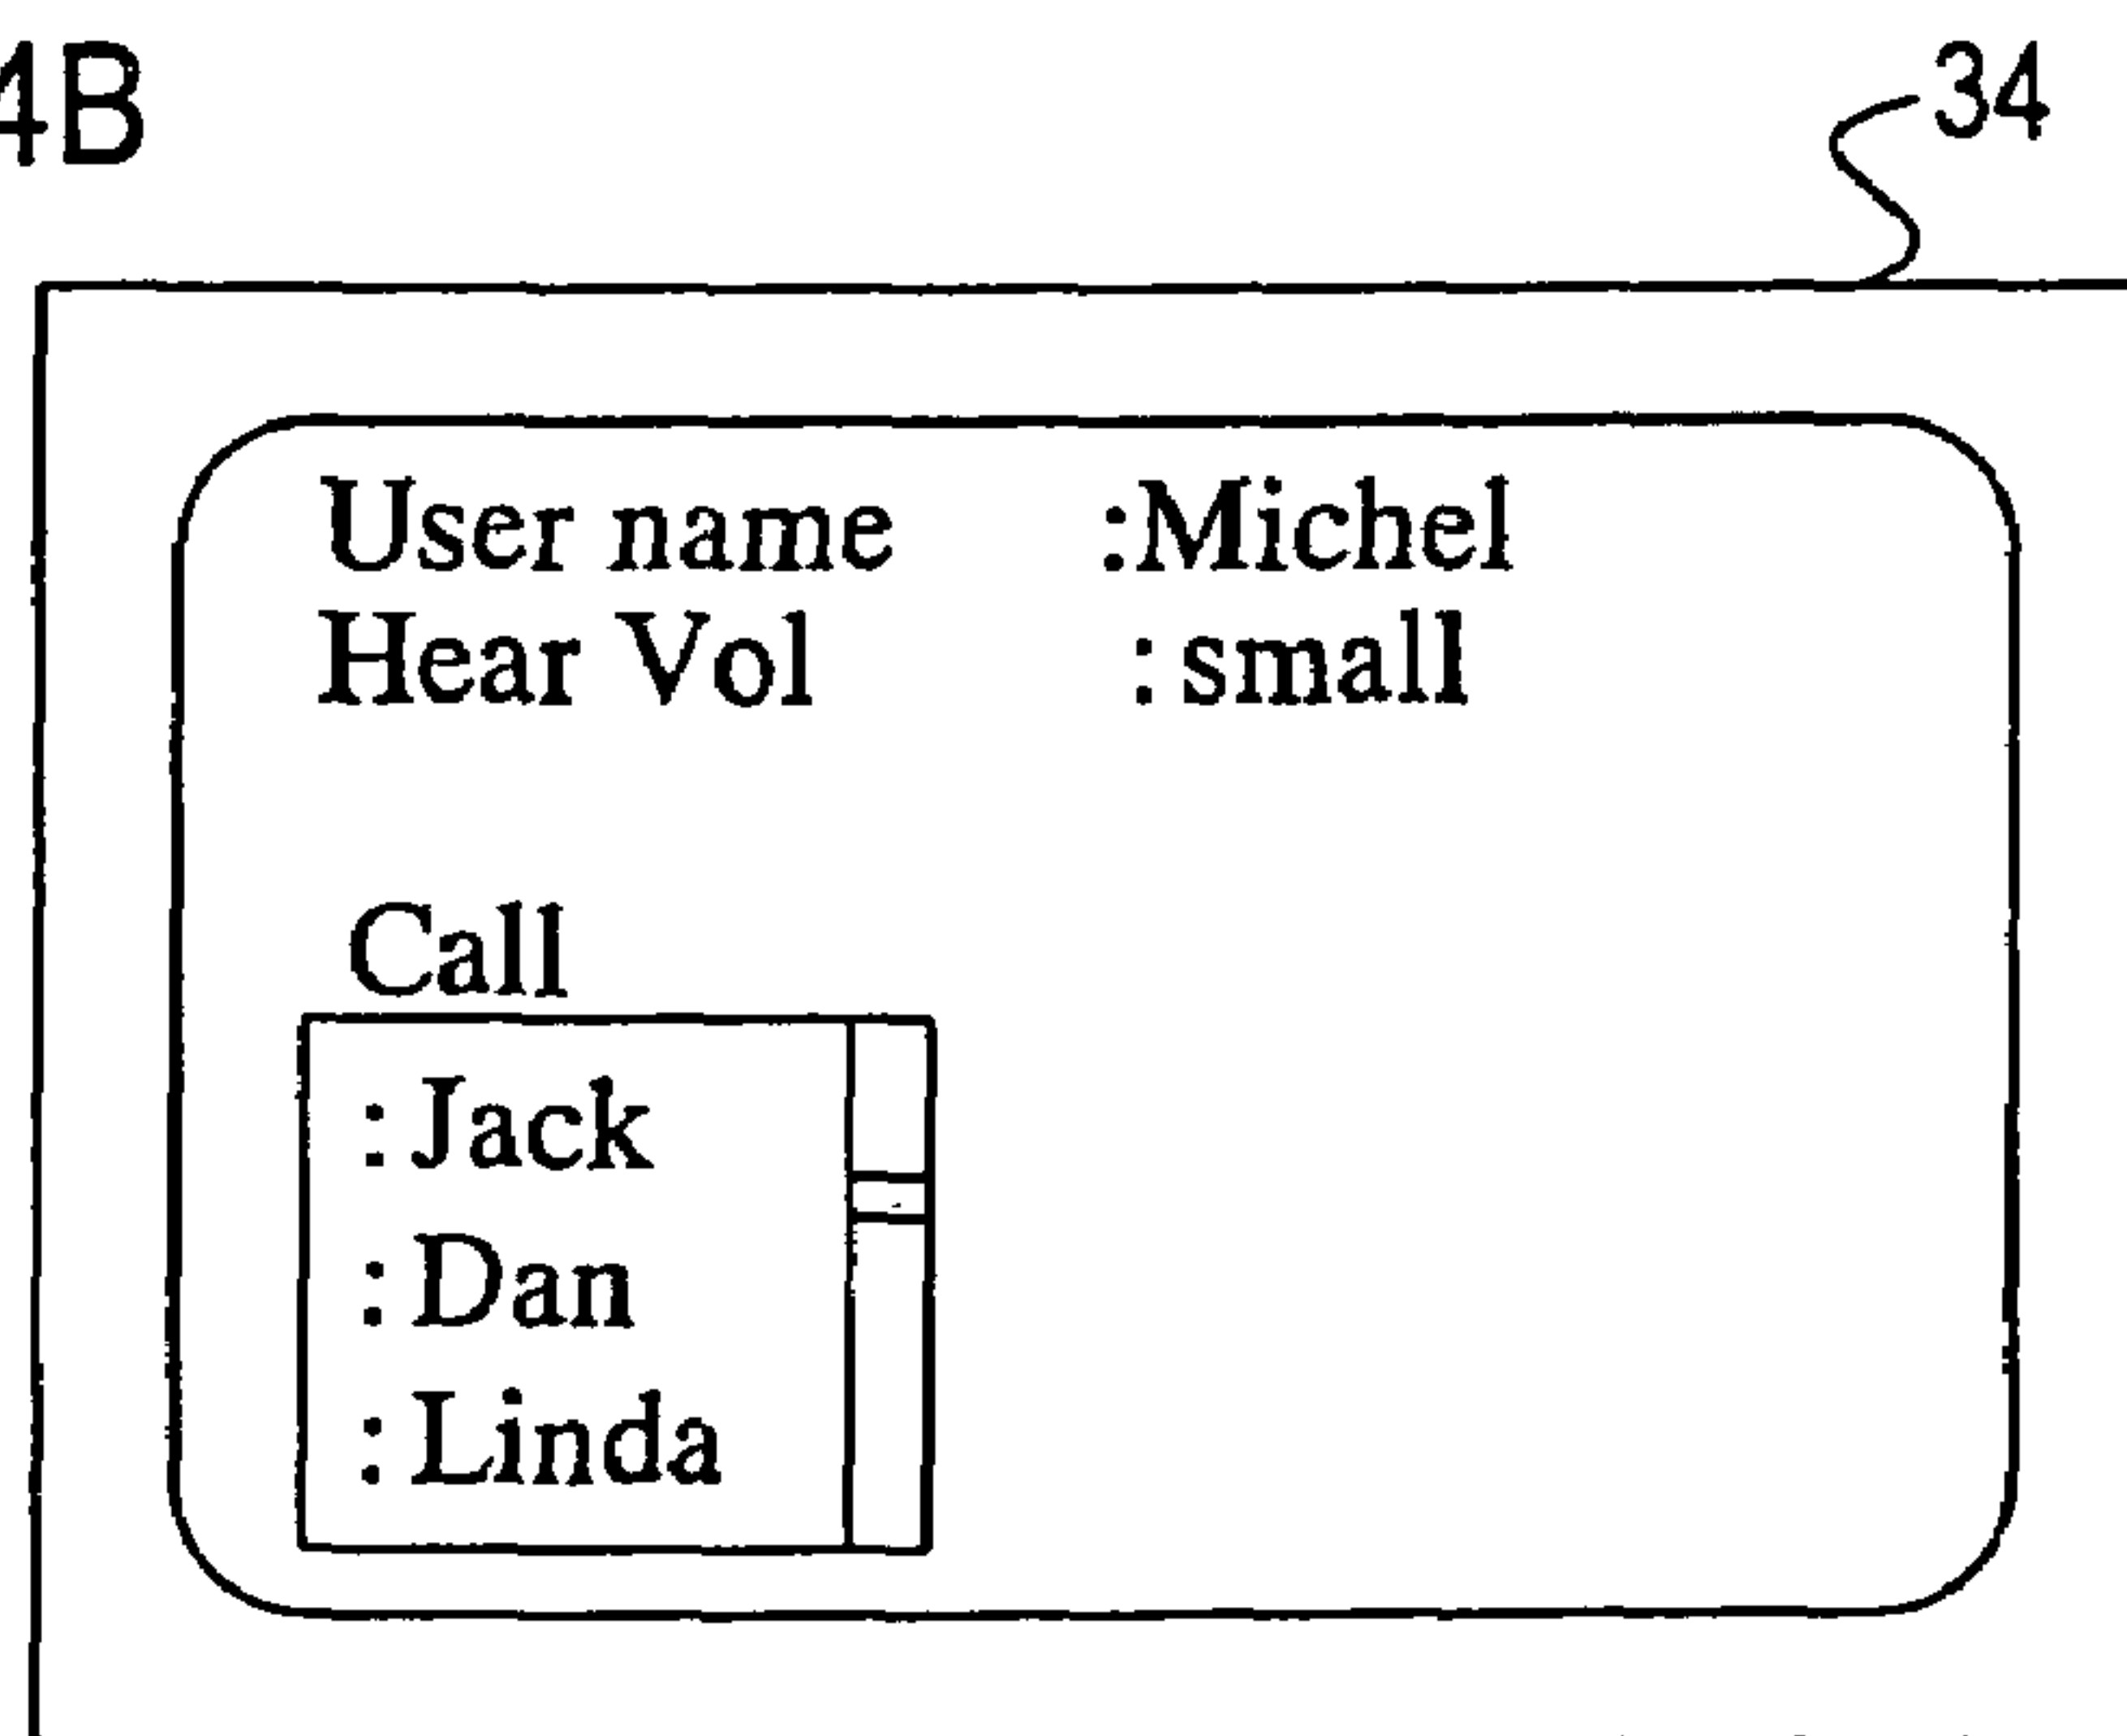 4B
34
User name :Michel
Hear Vol :small
Call
:Jack
:Dan
:Linda